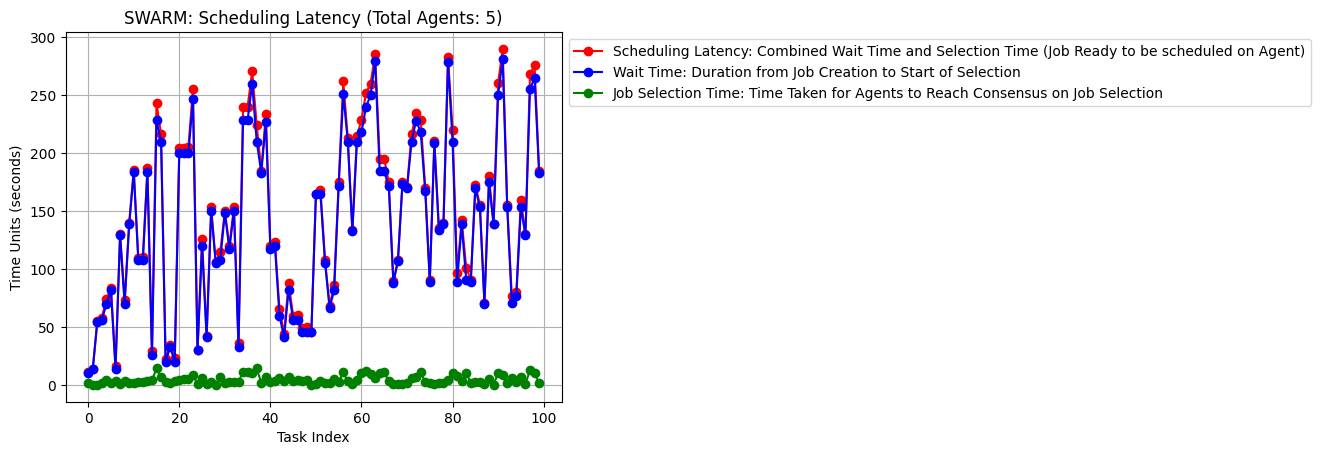 SWARM: Scheduling Latency (Total Agents: 5)
Time Units (seconds)
300
250
200
150
100
50
0
0 20 40 60 80 100
Task Index
Scheduling Latency: Combined Wait Time and Selection Time (Job Ready to be scheduled on Agent)
Wait Time: Duration from Job Creation to Start of Selection
Job Selection Time: Time Taken for Agents to Reach Consensus on Job Selection